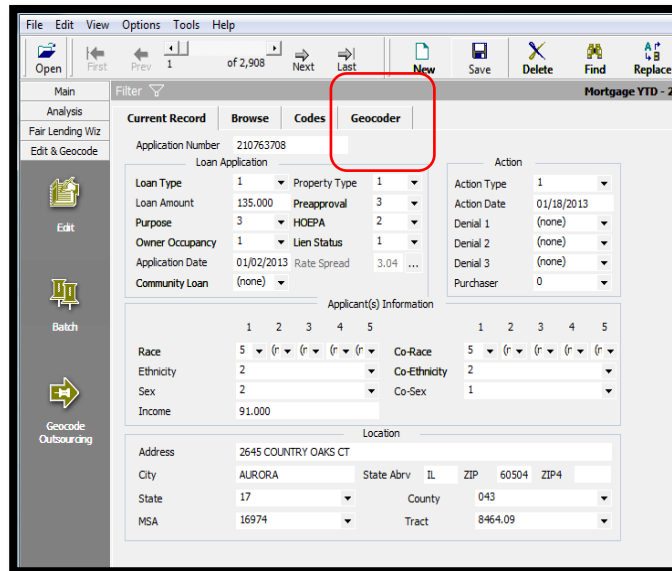 File Edit View Options Tools Help
Open First Prev 1 of 2,908 Next Last New Save Delete Find Replace
Main Filter Mortgage YTD - 2
Analysis
Fair Lending Wiz
Edit & Geocode
Edit
Batch
Geocode
Outsourcing
Current Record Browse Codes Geocoder
Application Number 210763708
Loan Application Action
Loan Type 1 Property Type 1 Action Type 1
Loan Amount 135.000 Preapproval 3 Action Date 01/18/2013
Purpose 3 HOEPA 2 Denial 1 (none)
Owner Occupancy 1 Lien Status 1 Denial 2 (none)
Application Date 01/02/2013 Rate Spread 3.04 ... Denial 3 (none)
Community Loan (none) Purchaser 0
Applicant(s) Information
1 2 3 4 5 1 2 3 4 5
Race 5 (r (r (r (r Co-Race 5 (r (r (r (r
Ethnicity 2 Co-Ethnicity 2
Sex 2 Co-Sex 1
Income 91.000
Location
Address 2645 COUNTRY OAKS CT
City AURORA State Abrv IL ZIP 60504 ZIP4
State 17 County 043
MSA 16974 Tract 8464.09